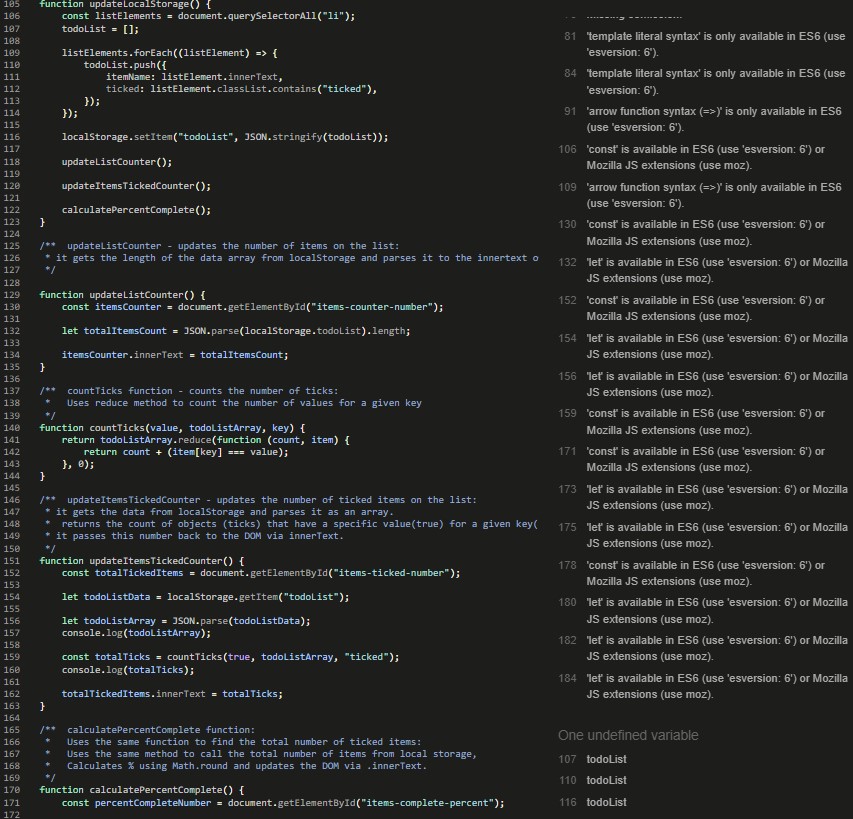 105 function updateLocalStorage() {
106 const listElements = document.querySelectorAll("li");
107 todoList = [];
108
109 listElements.forEach((listElement) => {
110 todoList.push({
111 itemName: listElement.innerText,
112 ticked: listElement.classList.contains("ticked"),
113 });
114 });
115
116 localStorage.setItem("todoList", JSON.stringify(todoList));
117
118 updateListCounter();
119
120 updateItemsTickedCounter();
121
122 calculatePercentComplete();
123 }
124
125 /** updateListCounter - updates the number of items on the list:
126 * it gets the length of the data array from localStorage and parses it to the innertext o
127 */
128
129 function updateListCounter() {
130 const itemsCounter = document.getElementById("items-counter-number");
131
132 let totalItemsCount = JSON.parse(localStorage.todoList).length;
133
134 itemsCounter.innerText = totalItemsCount;
135 }
136
137 /** countTicks function - counts the number of ticks:
138 * Uses reduce method to count the number of values for a given key
139 */
140 function countTicks(value, todoListArray, key) {
141 return todoListArray.reduce(function (count, item) {
142 return count + (item[key] === value);
143 }, 0);
144 }
145
146 /** updateItemsTickedCounter - updates the number of ticked items on the list:
147 * it gets the data from localStorage and parses it as an array.
148 * returns the count of objects (ticks) that have a specific value(true) for a given key(
149 * it passes this number back to the DOM via innerText.
150 */
151 function updateItemsTickedCounter() {
152 const totalTickedItems = document.getElementById("items-ticked-number");
153
154 let todoListData = localStorage.getItem("todoList");
155
156 let todoListArray = JSON.parse(todoListData);
157 console.log(todoListArray);
158
159 const totalTicks = countTicks(true, todoListArray, "ticked");
160 console.log(totalTicks);
161
162 totalTickedItems.innerText = totalTicks;
163 }
164
165 /** calculatePercentComplete function:
166 * Uses the same function to find the total number of ticked items:
167 * Uses the same method to call the total number of items from local storage,
168 * Calculates % using Math.round and updates the DOM via .innerText.
169 */
170 function calculatePercentComplete() {
171 const percentCompleteNumber = document.getElementById("items-complete-percent");
172
81 'template literal syntax' is only available in ES6 (use
'esversion: 6').
84 'template literal syntax' is only available in ES6 (use
'esversion: 6').
91 'arrow function syntax (=>)' is only available in ES6
(use 'esversion: 6').
106 'const' is available in ES6 (use 'esversion: 6') or
Mozilla JS extensions (use moz).
109 'arrow function syntax (=>)' is only available in ES6
(use 'esversion: 6').
130 'const' is available in ES6 (use 'esversion: 6') or
Mozilla JS extensions (use moz).
132 'let' is available in ES6 (use 'esversion: 6') or Mozilla
JS extensions (use moz).
152 'const' is available in ES6 (use 'esversion: 6') or
Mozilla JS extensions (use moz).
154 'let' is available in ES6 (use 'esversion: 6') or Mozilla
JS extensions (use moz).
156 'let' is available in ES6 (use 'esversion: 6') or Mozilla
JS extensions (use moz).
159 'const' is available in ES6 (use 'esversion: 6') or
Mozilla JS extensions (use moz).
171 'const' is available in ES6 (use 'esversion: 6') or
Mozilla JS extensions (use moz).
173 'let' is available in ES6 (use 'esversion: 6') or Mozilla
JS extensions (use moz).
175 'let' is available in ES6 (use 'esversion: 6') or Mozilla
JS extensions (use moz).
178 'const' is available in ES6 (use 'esversion: 6') or
Mozilla JS extensions (use moz).
180 'let' is available in ES6 (use 'esversion: 6') or Mozilla
JS extensions (use moz).
182 'let' is available in ES6 (use 'esversion: 6') or Mozilla
JS extensions (use moz).
184 'let' is available in ES6 (use 'esversion: 6') or Mozilla
JS extensions (use moz).
One undefined variable
107 todoList
110 todoList
116 todoList